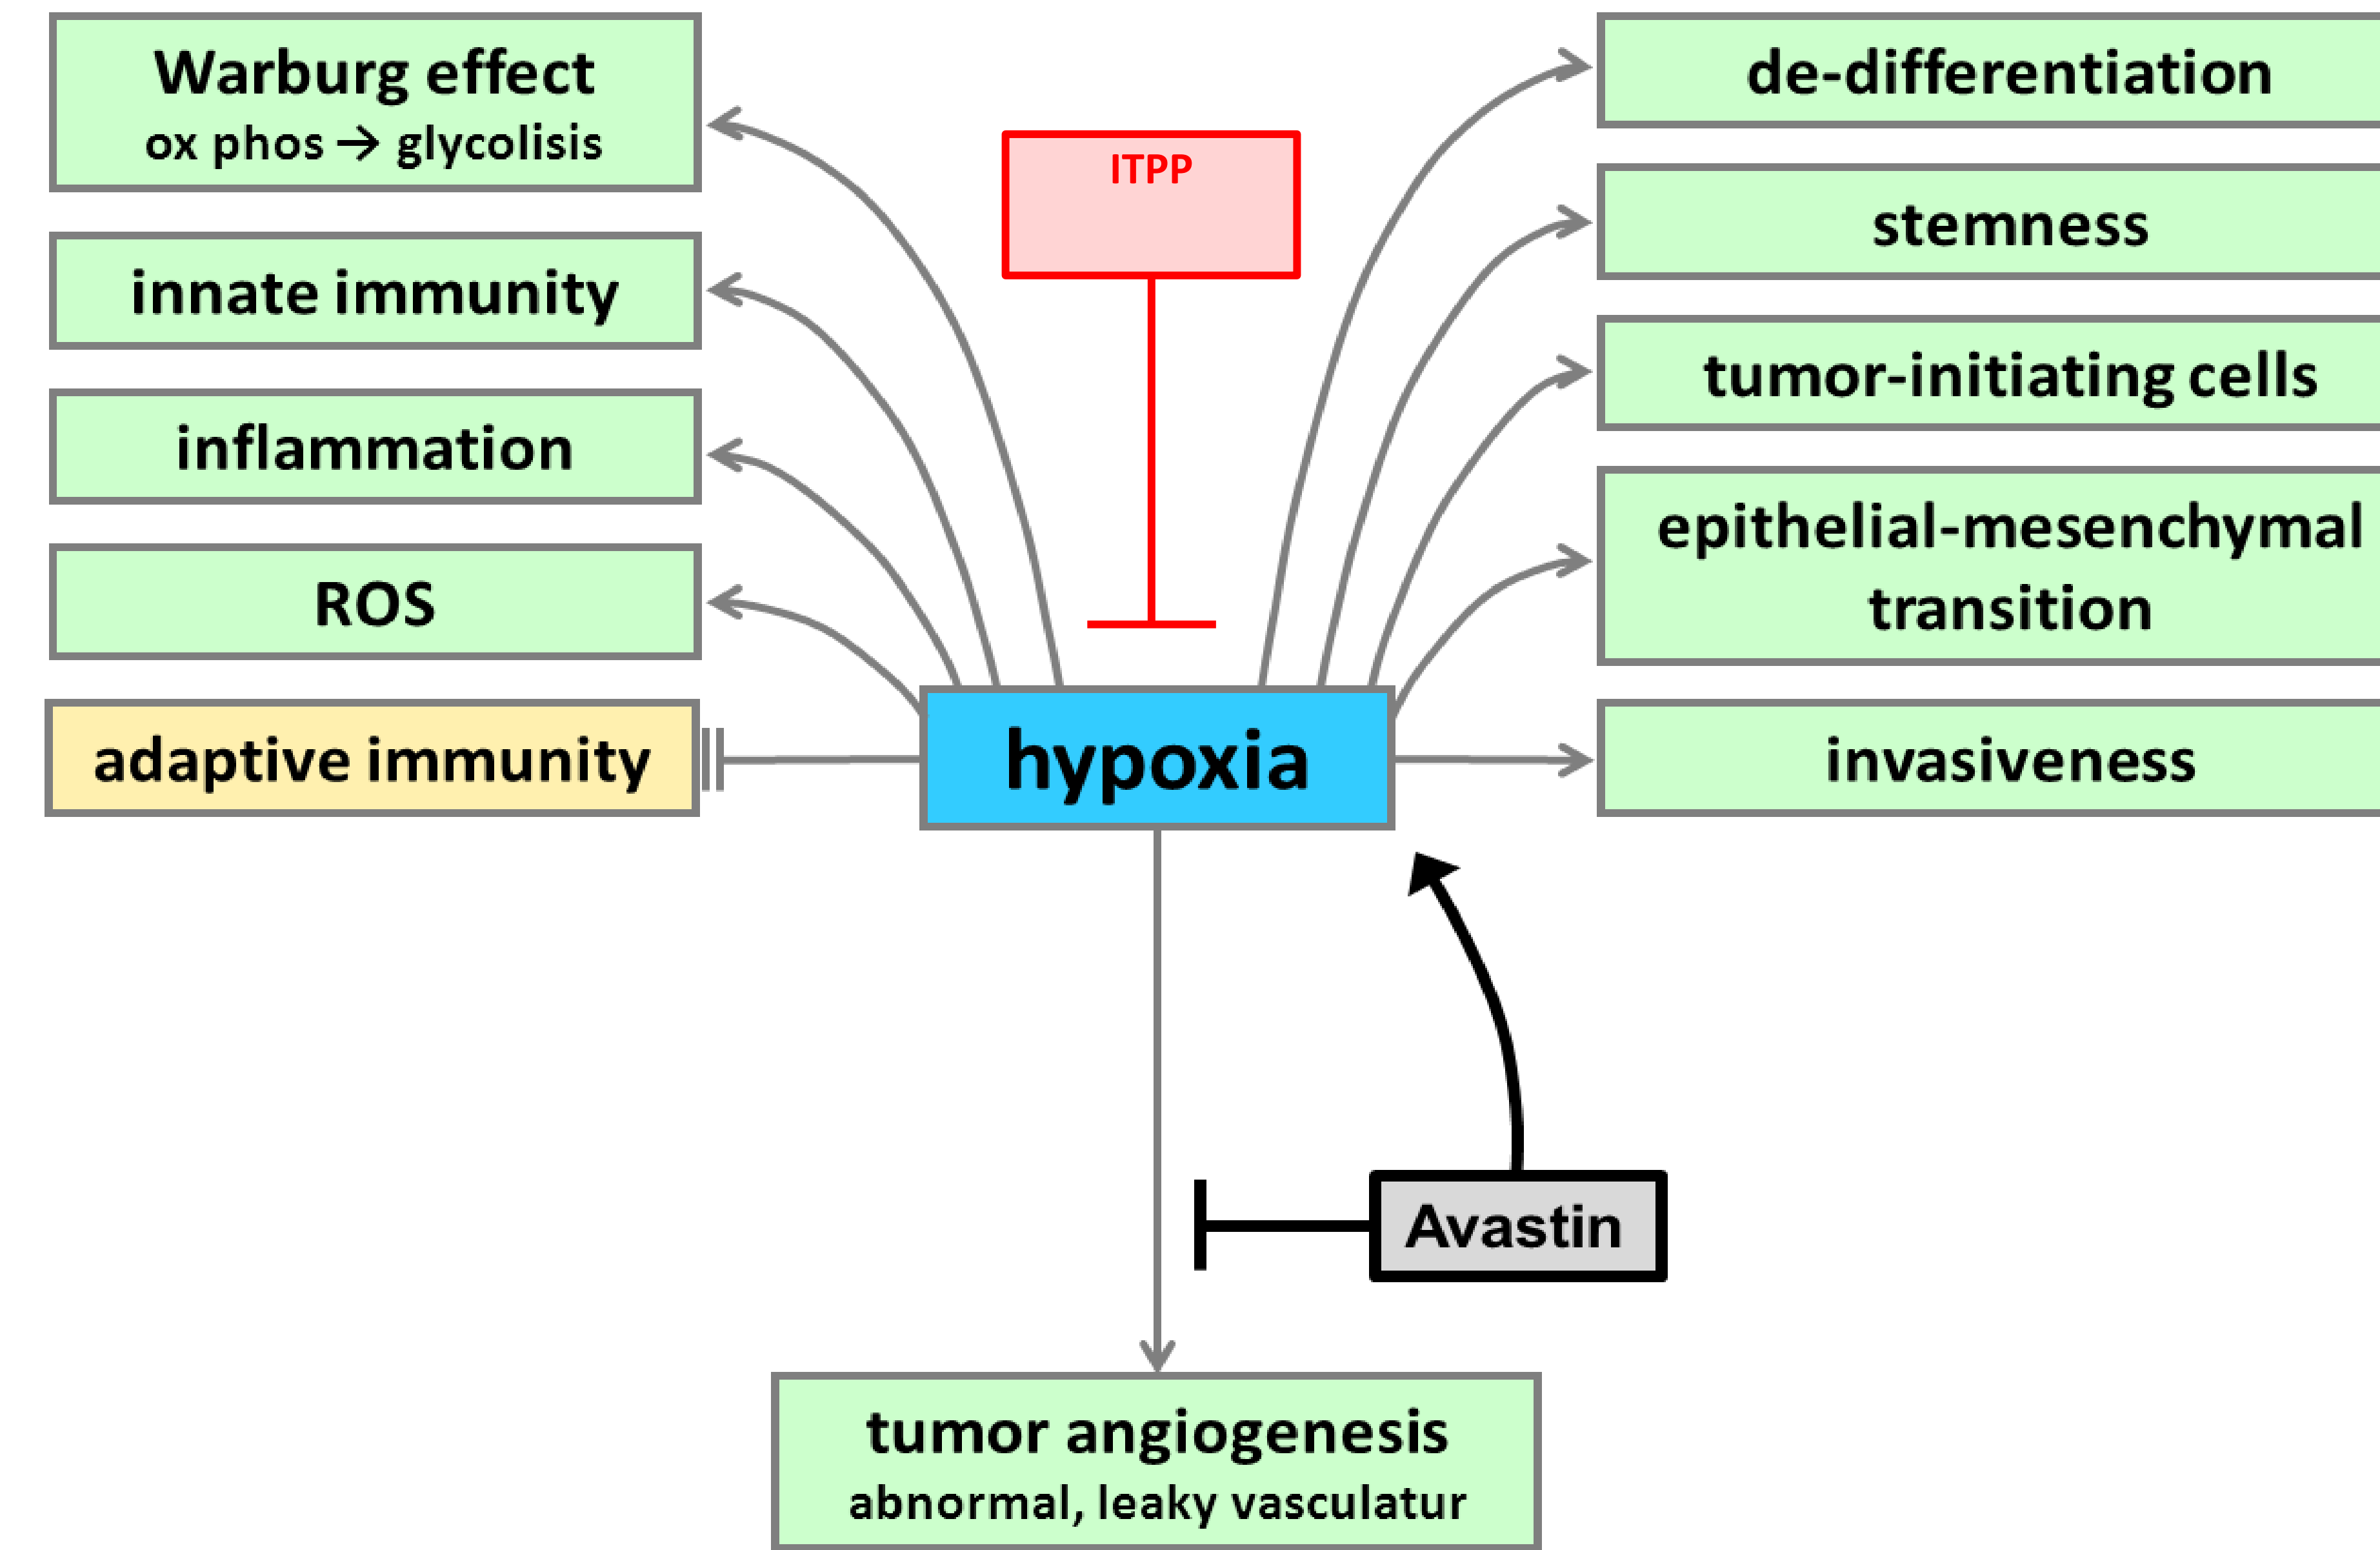 Warburg effect
ox phos → glycolisis
innate immunity
inflammation
ROS
adaptive immunity
ITPP
hypoxia
de-differentiation
stemness
tumor-initiating cells
epithelial-mesenchymal
transition
invasiveness
Avastin
tumor angiogenesis
abnormal, leaky vasculatur